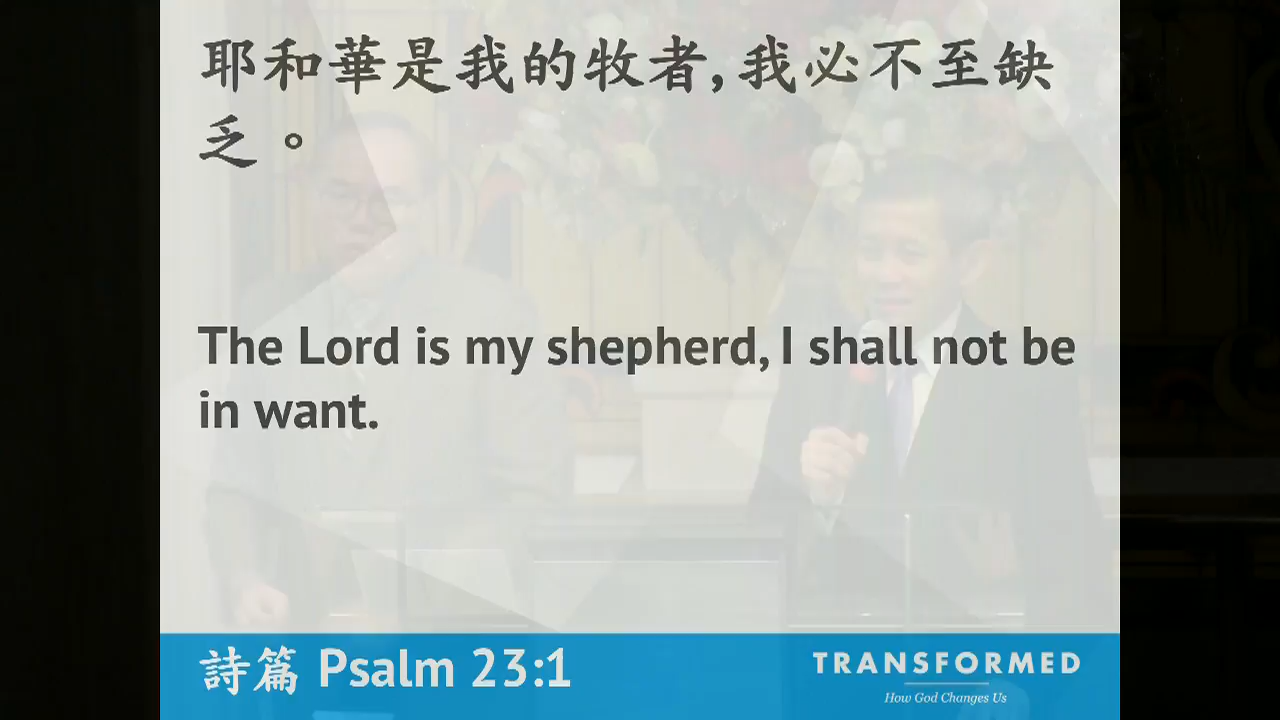 耶和華是我的牧者,我必不至缺
乏。
The Lord is my shepherd, I shall not be
in want.
詩篇 Psalm 23:1
TRANSFORMED
How God Changes Us